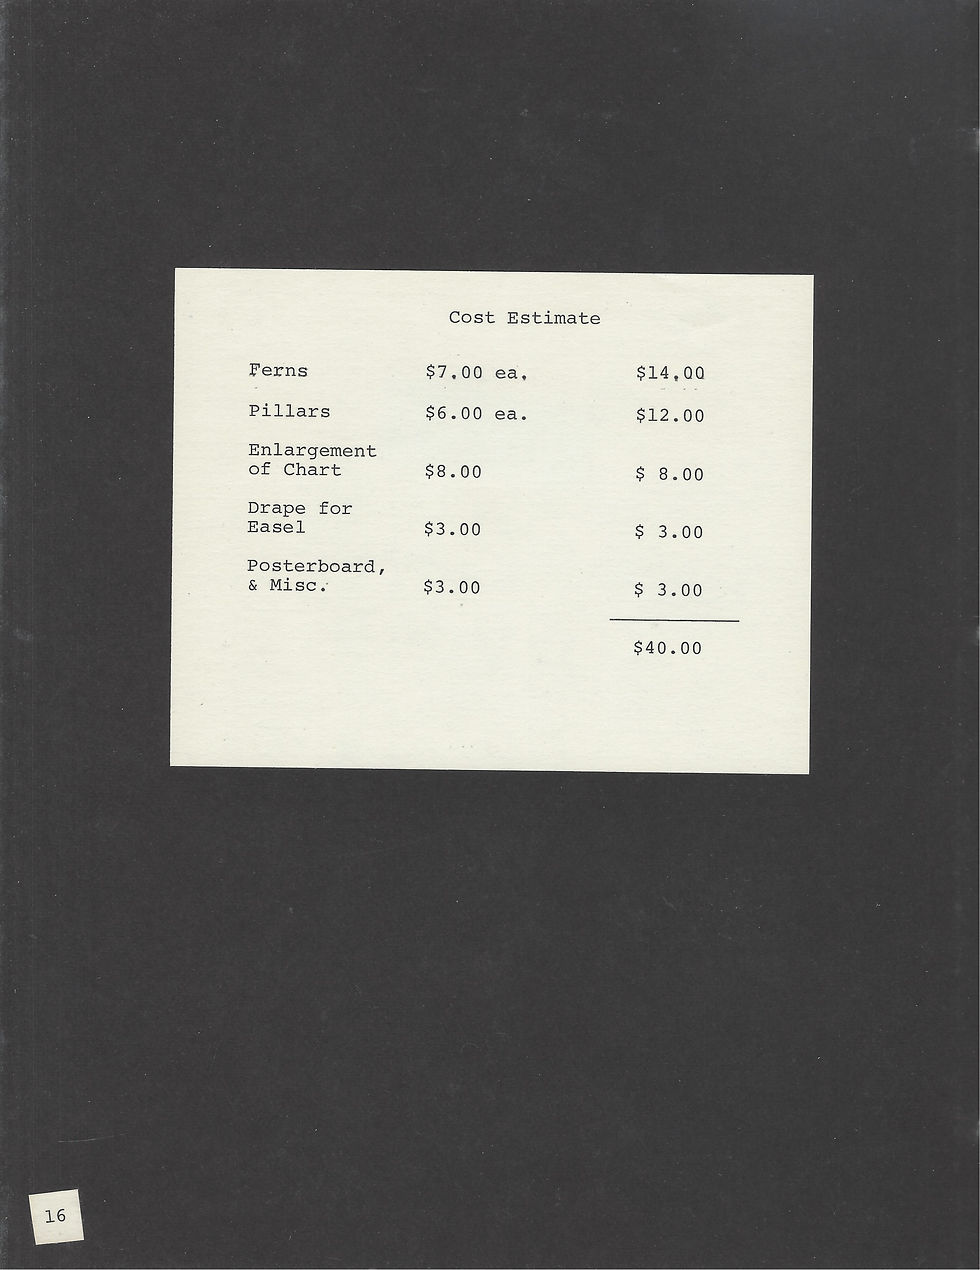 Cost Estimate
Ferns $7.00 ea. $14.00
Pillars $6.00 ea. $12.00
Enlargement
of Chart $8.00 $ 8.00
Drape for
Easel $3.00 $ 3.00
Posterboard,
& Misc. $3.00 $ 3.00
$40.00
16